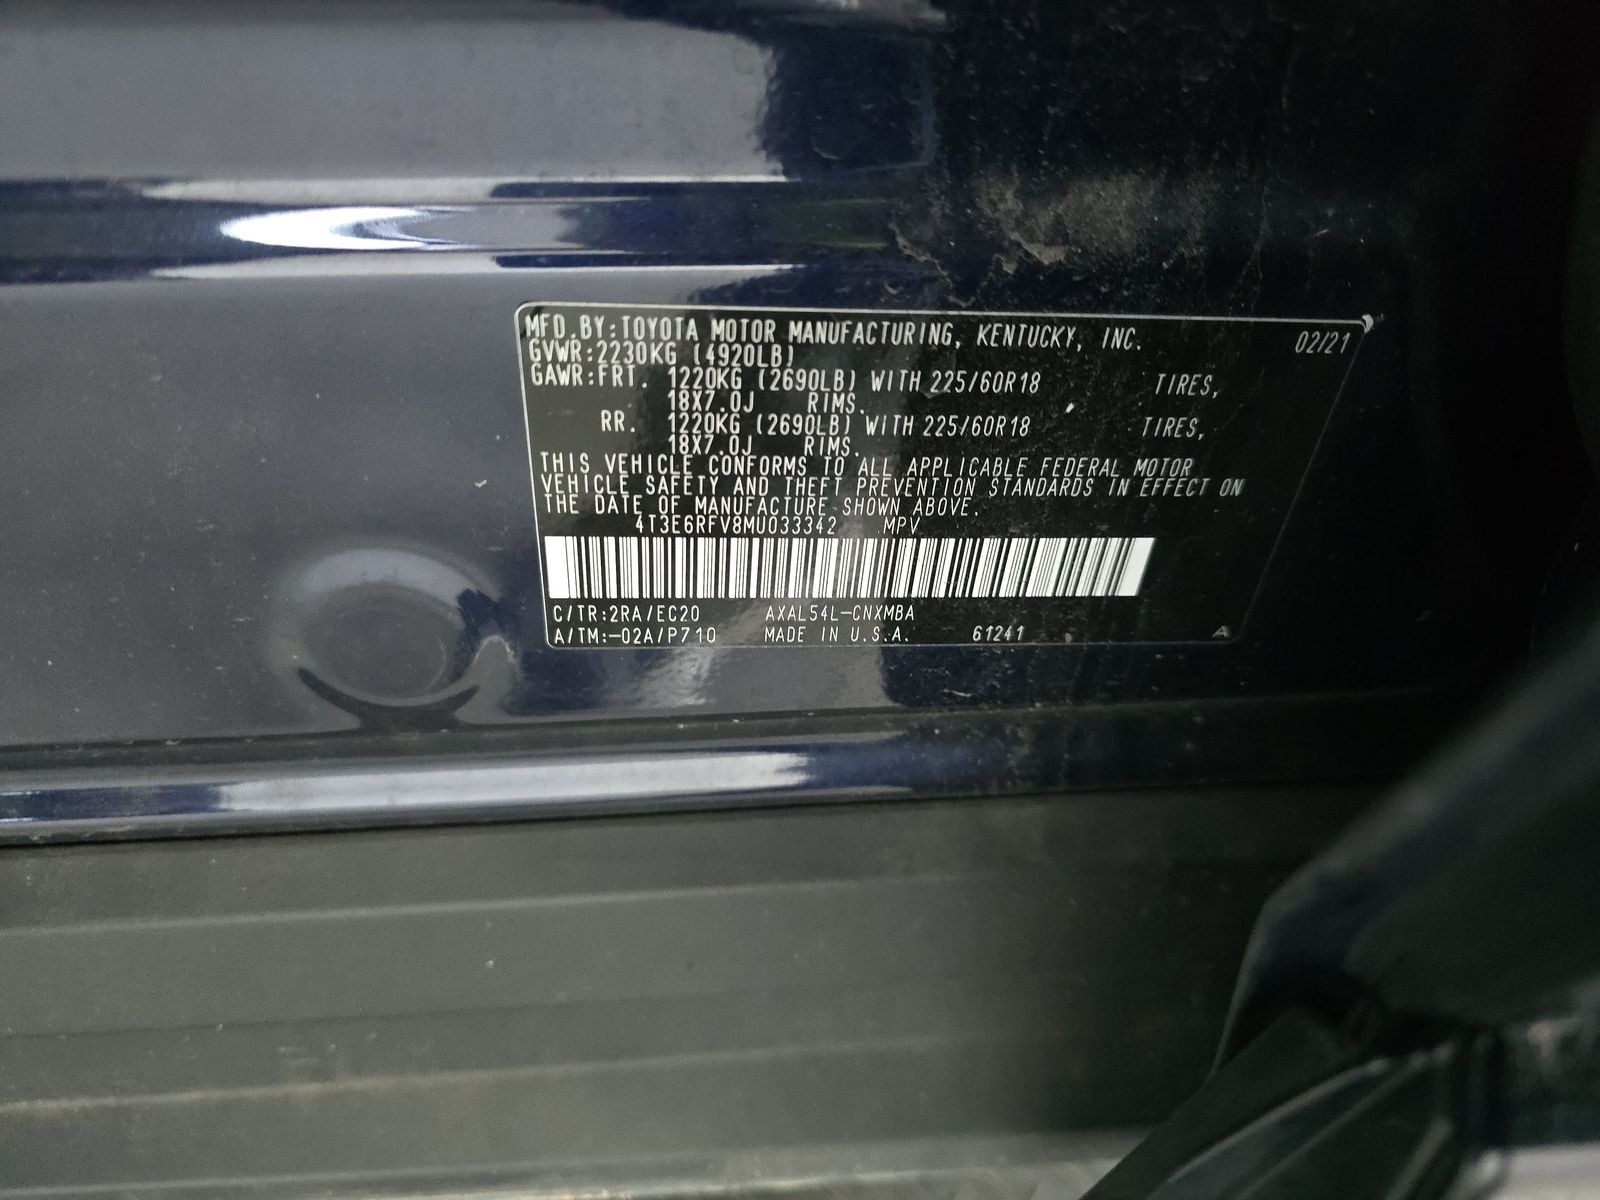 MFD.BY:TOYOTA MOTOR MANUFACTURING, KENTUCKY, INC. 02/21
GVWR:2230KG (4920LB)
GAWR:FRT. 1220KG (2690LB) WITH 225/60R18 TIRES,
18X7.0J RIMS.
RR. 1220KG (2690LB) WITH 225/60R18 TIRES,
18X7.0J RIMS.
THIS VEHICLE CONFORMS TO ALL APPLICABLE FEDERAL MOTOR
VEHICLE SAFETY AND THEFT PREVENTION STANDARDS IN EFFECT ON
THE DATE OF MANUFACTURE SHOWN ABOVE.
4T3E6RFV8MU033342 MPV
C/TR:2RA/EC20 AXAL54L-CNXMBA
A/TM:-02A/P710 MADE IN U.S.A. 61241 A